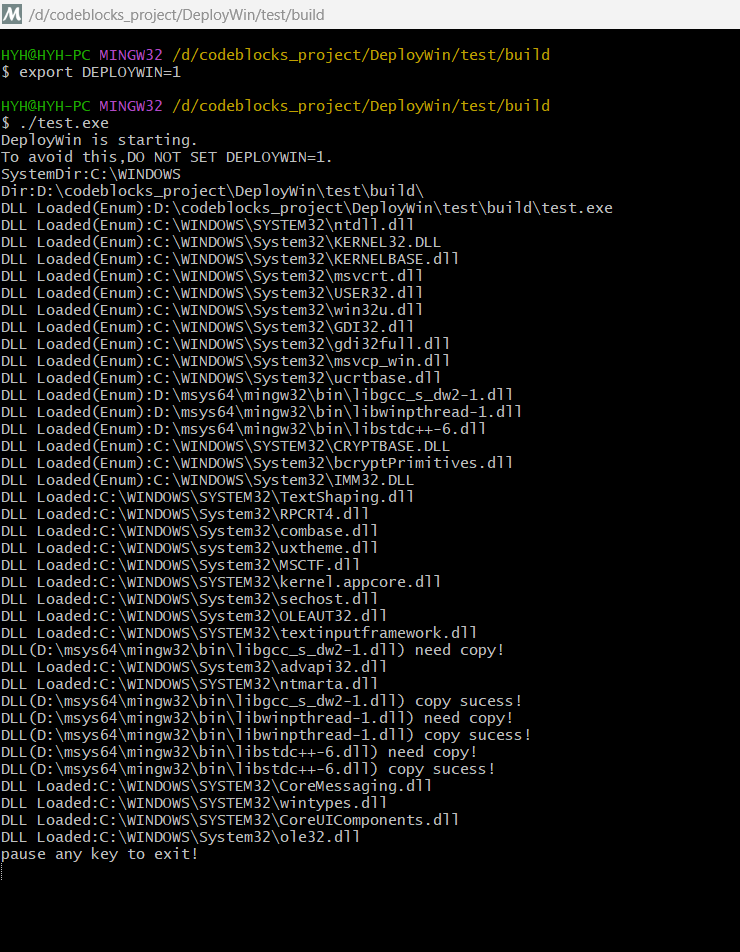 M /d/codeblocks_project/DeployWin/test/build
HYH@HYH-PC MINGW32 /d/codeblocks_project/DeployWin/test/build
$ export DEPLOYWIN=1
HYH@HYH-PC MINGW32 /d/codeblocks_project/DeployWin/test/build
$ ./test.exe
DeployWin is starting.
To avoid this,DO NOT SET DEPLOYWIN=1.
SystemDir:C:\WINDOWS
Dir:D:\codeblocks_project\DeployWin\test\build\
DLL Loaded(Enum):D:\codeblocks_project\DeployWin\test\build\test.exe
DLL Loaded(Enum):C:\WINDOWS\SYSTEM32\ntdll.dll
DLL Loaded(Enum):C:\WINDOWS\System32\KERNEL32.DLL
DLL Loaded(Enum):C:\WINDOWS\System32\KERNELBASE.dll
DLL Loaded(Enum):C:\WINDOWS\System32\msvcrt.dll
DLL Loaded(Enum):C:\WINDOWS\System32\USER32.dll
DLL Loaded(Enum):C:\WINDOWS\System32\win32u.dll
DLL Loaded(Enum):C:\WINDOWS\System32\GDI32.dll
DLL Loaded(Enum):C:\WINDOWS\System32\gdi32full.dll
DLL Loaded(Enum):C:\WINDOWS\System32\msvcp_win.dll
DLL Loaded(Enum):C:\WINDOWS\System32\ucrtbase.dll
DLL Loaded(Enum):D:\msys64\mingw32\bin\libgcc_s_dw2-1.dll
DLL Loaded(Enum):D:\msys64\mingw32\bin\libwinpthread-1.dll
DLL Loaded(Enum):D:\msys64\mingw32\bin\libstdc++-6.dll
DLL Loaded(Enum):C:\WINDOWS\SYSTEM32\CRYPTBASE.DLL
DLL Loaded(Enum):C:\WINDOWS\System32\bcryptPrimitives.dll
DLL Loaded(Enum):C:\WINDOWS\System32\IMM32.DLL
DLL Loaded:C:\WINDOWS\SYSTEM32\TextShaping.dll
DLL Loaded:C:\WINDOWS\System32\RPCRT4.dll
DLL Loaded:C:\WINDOWS\System32\combase.dll
DLL Loaded:C:\WINDOWS\system32\uxtheme.dll
DLL Loaded:C:\WINDOWS\System32\MSCTF.dll
DLL Loaded:C:\WINDOWS\SYSTEM32\kernel.appcore.dll
DLL Loaded:C:\WINDOWS\System32\sechost.dll
DLL Loaded:C:\WINDOWS\System32\OLEAUT32.dll
DLL Loaded:C:\WINDOWS\SYSTEM32\textinputframework.dll
DLL(D:\msys64\mingw32\bin\libgcc_s_dw2-1.dll) need copy!
DLL Loaded:C:\WINDOWS\System32\advapi32.dll
DLL Loaded:C:\WINDOWS\SYSTEM32\ntmarta.dll
DLL(D:\msys64\mingw32\bin\libgcc_s_dw2-1.dll) copy sucess!
DLL(D:\msys64\mingw32\bin\libwinpthread-1.dll) need copy!
DLL(D:\msys64\mingw32\bin\libwinpthread-1.dll) copy sucess!
DLL(D:\msys64\mingw32\bin\libstdc++-6.dll) need copy!
DLL(D:\msys64\mingw32\bin\libstdc++-6.dll) copy sucess!
DLL Loaded:C:\WINDOWS\SYSTEM32\CoreMessaging.dll
DLL Loaded:C:\WINDOWS\SYSTEM32\wintypes.dll
DLL Loaded:C:\WINDOWS\SYSTEM32\CoreUIComponents.dll
DLL Loaded:C:\WINDOWS\System32\ole32.dll
pause any key to exit!